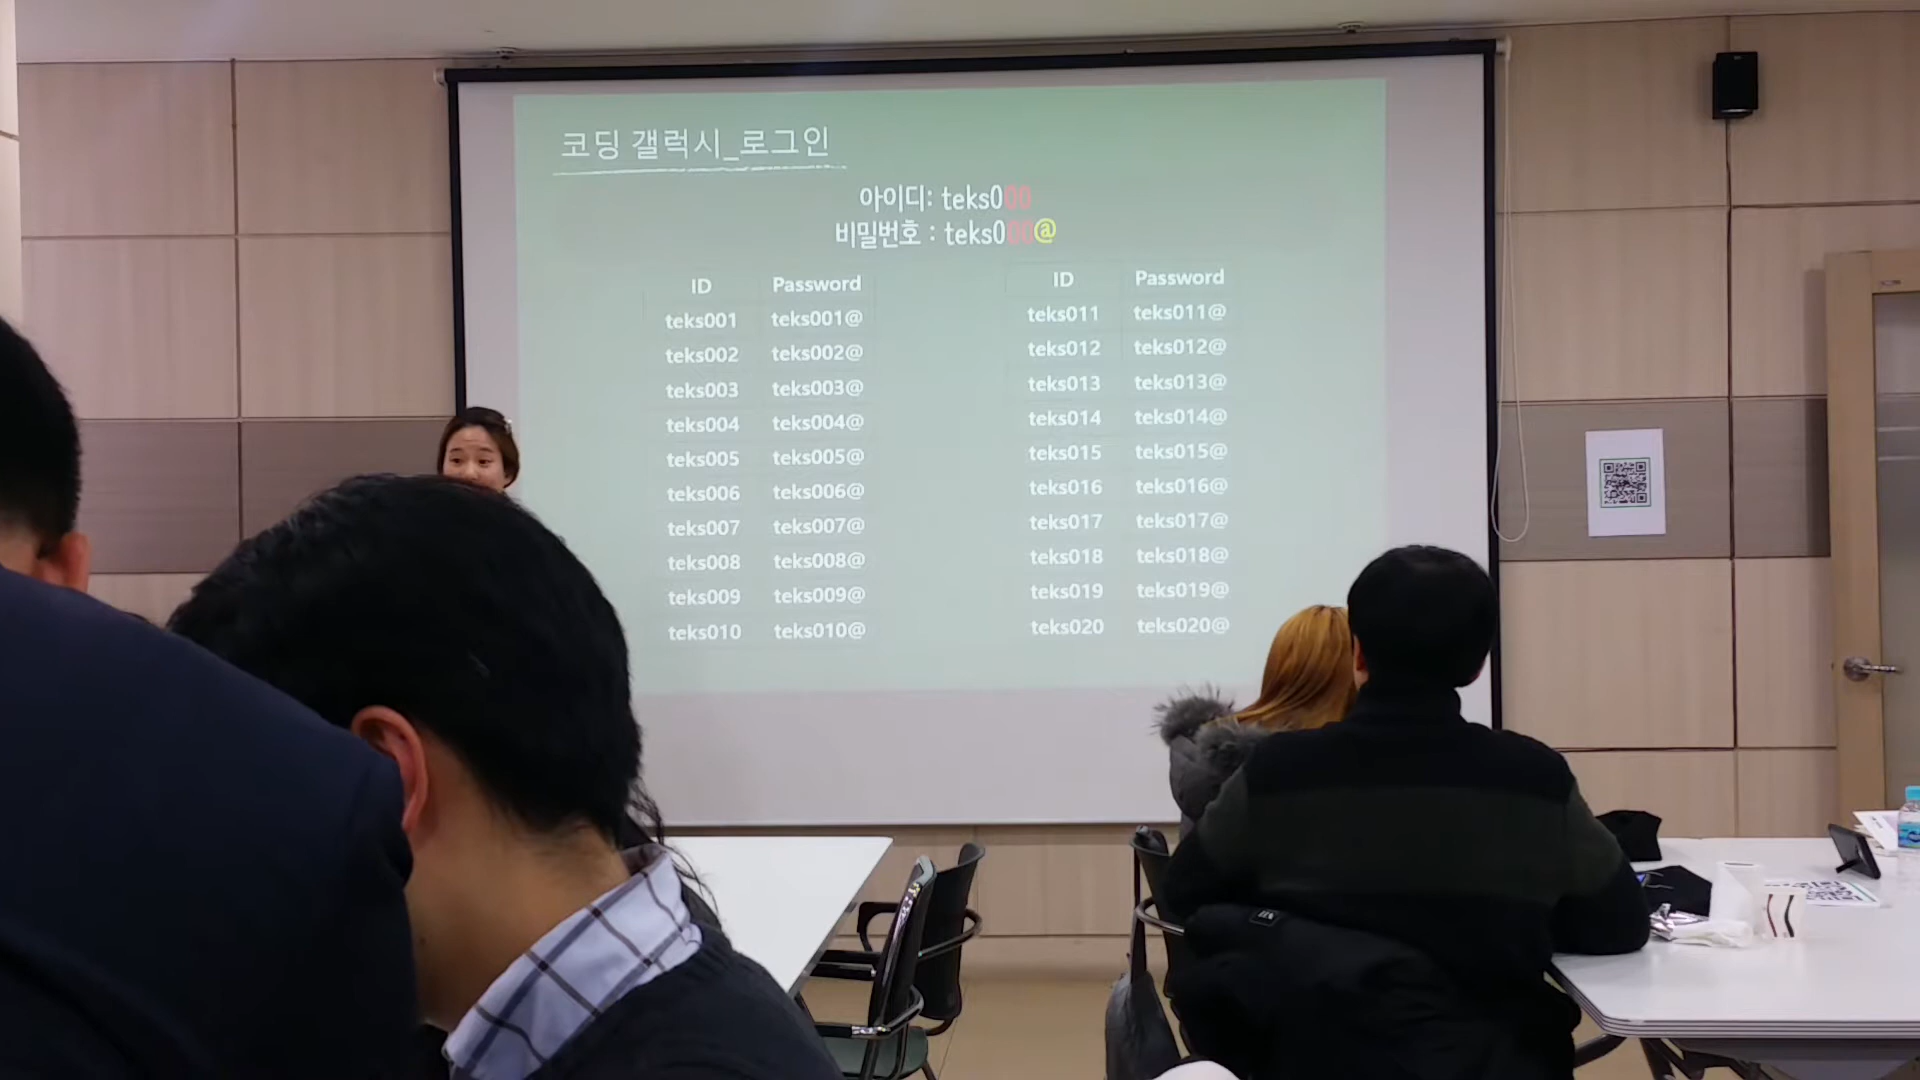 코딩 갤럭시_로그인
아이디: teks000
비밀번호 : teks000@
ID Password
teks001 teks001@
teks002 teks002@
teks003 teks003@
teks004 teks004@
teks005 teks005@
teks006 teks006@
teks007 teks007@
teks008 teks008@
teks009 teks009@
teks010 teks010@
ID Password
teks011 teks011@
teks012 teks012@
teks013 teks013@
teks014 teks014@
teks015 teks015@
teks016 teks016@
teks017 teks017@
teks018 teks018@
teks019 teks019@
teks020 teks020@